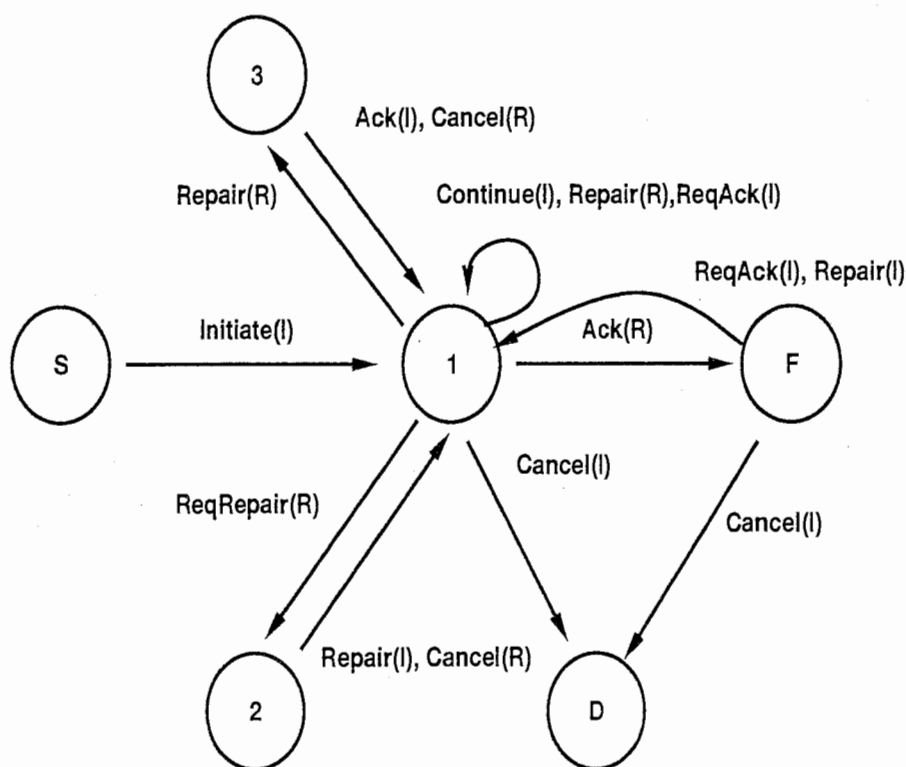 3
Ack(I), Cancel(R)
Repair(R)
Continue(I), Repair(R),ReqAck(I)
ReqAck(I), Repair(I)
Initiate(I)
Ack(R)
S
1
F
Cancel(I)
ReqRepair(R)
Cancel(I)
Repair(I), Cancel(R)
2
D